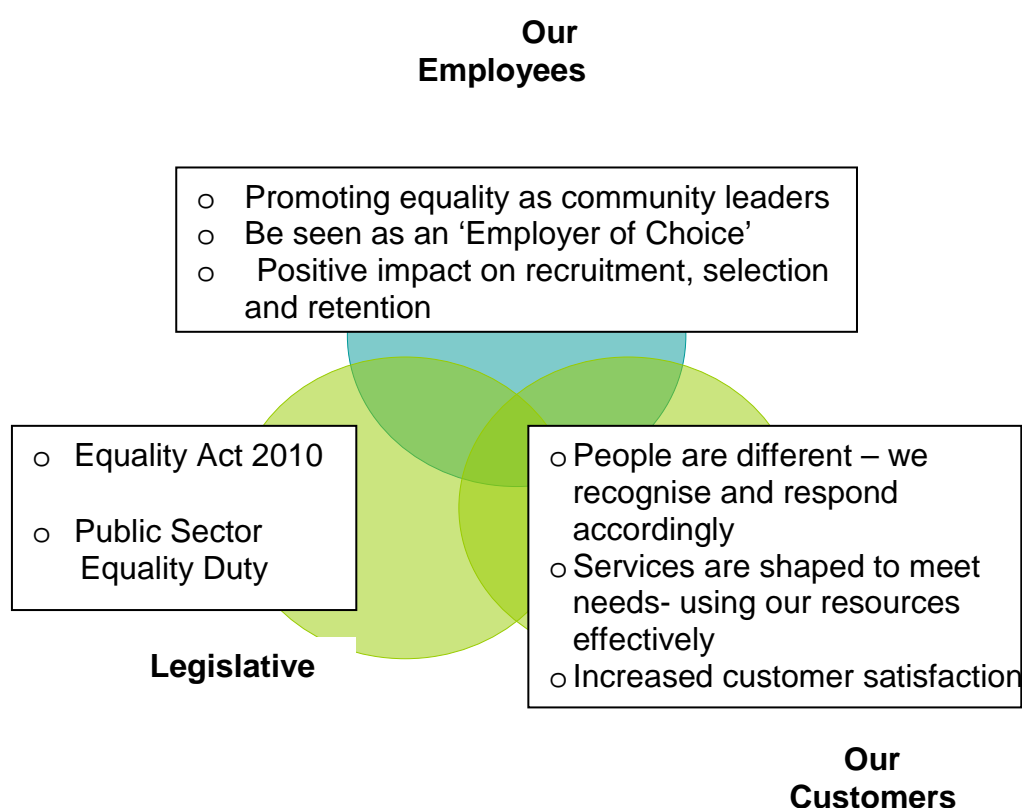 Our
Employees
o Promoting equality as community leaders
o Be seen as an ‘Employer of Choice’
o Positive impact on recruitment, selection
and retention
o Equality Act 2010
o Public Sector
Equality Duty
Legislative
o People are different – we
recognise and respond
accordingly
o Services are shaped to meet
needs- using our resources
effectively
o Increased customer satisfaction
Our
Customers